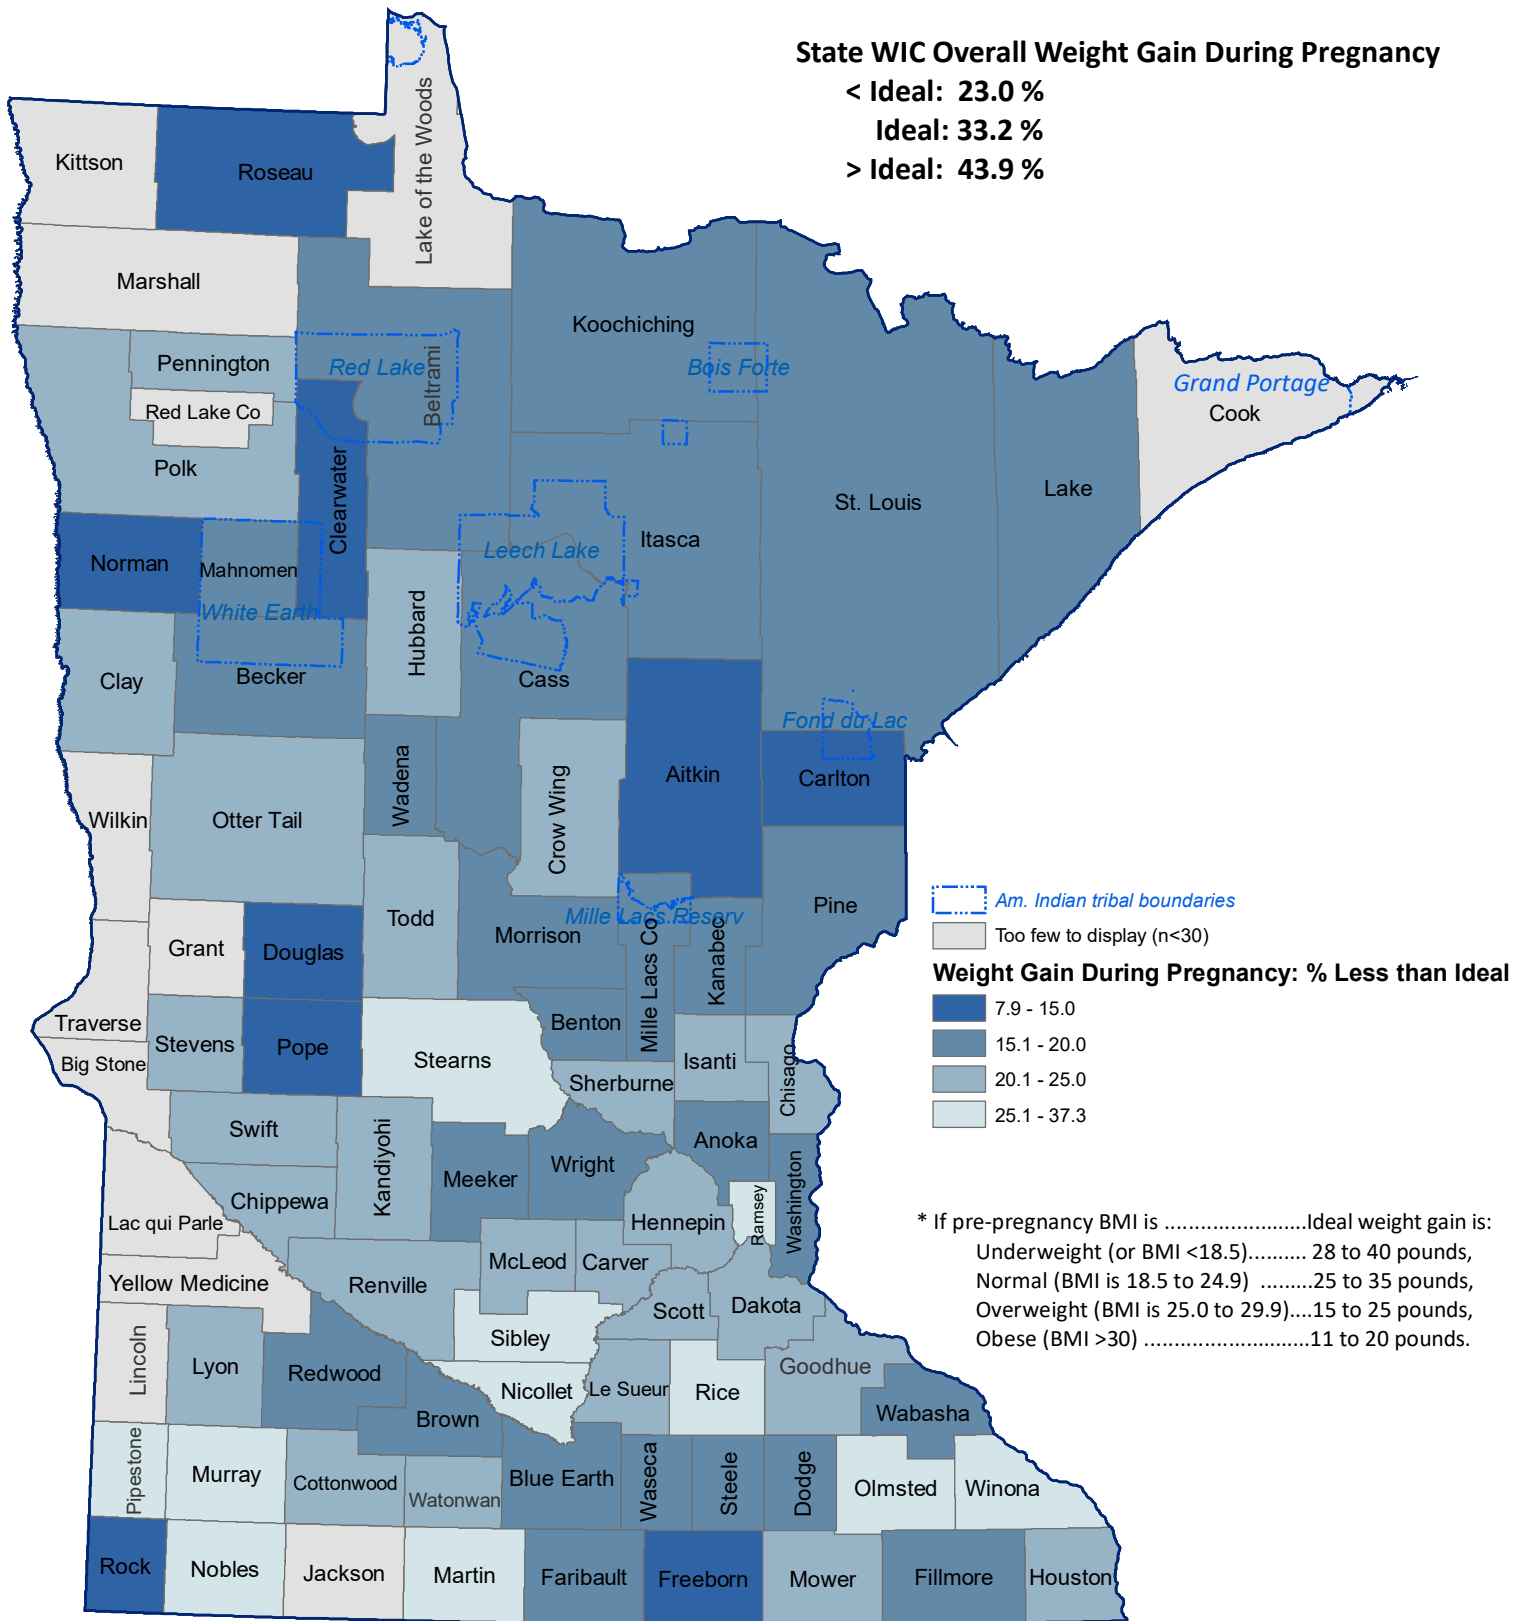 State WIC Overall Weight Gain During Pregnancy
< Ideal: 23.0 %
Ideal: 33.2 %
> Ideal: 43.9 %
Kittson
Roseau
Lake of the Woods
Marshall
Koochiching
Pennington
Red Lake
Beltrami
Bois Forte
Grand Portage
Cook
Red Lake Co
Polk
Clearwater
St. Louis
Lake
Norman
Mahnomen
Leech Lake
Itasca
White Earth
Hubbard
Clay
Becker
Cass
Fond du Lac
Wadena
Aitkin
Carlton
Wilkin
Otter Tail
Crow Wing
Todd
Pine
Mille Lacs Reserv
Grant
Douglas
Morrison
Mille Lacs Co
Kanabec
Traverse
Stevens
Pope
Stearns
Benton
Big Stone
Isanti
Chisago
Sherburne
Swift
Kandiyohi
Anoka
Meeker
Wright
Washington
Chippewa
Lac qui Parle
Hennepin
Ramsey
McLeod
Carver
Yellow Medicine
Renville
Scott
Dakota
Sibley
Lincoln
Lyon
Redwood
Goodhue
Nicollet
Le Sueur
Rice
Brown
Wabasha
Pipestone
Murray
Cottonwood
Watonwan
Blue Earth
Waseca
Steele
Dodge
Olmsted
Winona
Rock
Nobles
Jackson
Martin
Faribault
Freeborn
Mower
Fillmore
Houston
Am. Indian tribal boundaries
Too few to display (n<30)
Weight Gain During Pregnancy: % Less than Ideal
7.9 - 15.0
15.1 - 20.0
20.1 - 25.0
25.1 - 37.3
* If pre-pregnancy BMI is .......................Ideal weight gain is:
Underweight (or BMI <18.5)......... 28 to 40 pounds,
Normal (BMI is 18.5 to 24.9) .........25 to 35 pounds,
Overweight (BMI is 25.0 to 29.9)....15 to 25 pounds,
Obese (BMI >30) ...........................11 to 20 pounds.